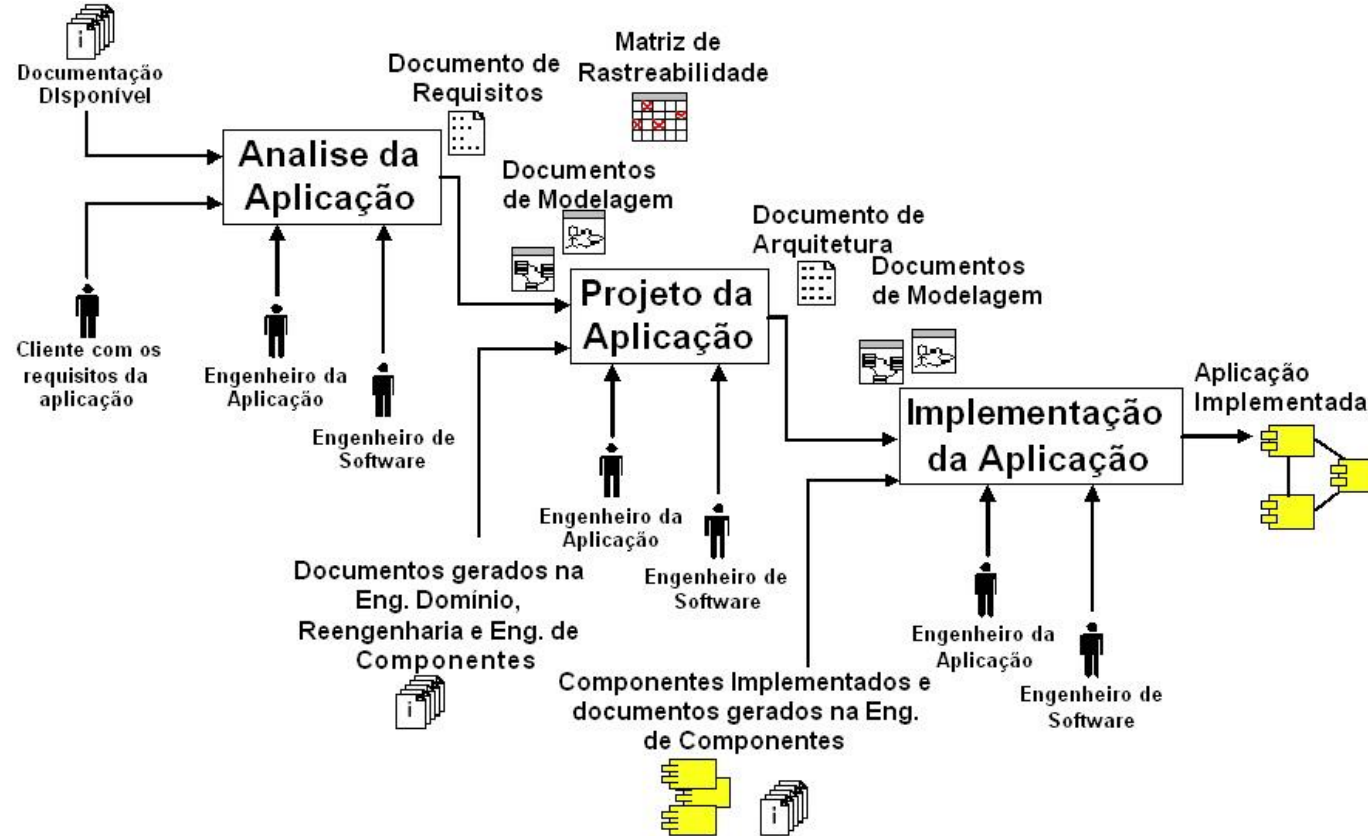 Documentação
DIsponível
Documento de
Requisitos
Matriz de
Rastreabilidade
Analise da
Aplicação
Documentos
de Modelagem
Documento de
Arquitetura
Documentos
de Modelagem
Projeto da
Aplicação
Cliente com os
requisitos da
aplicação
Engenheiro da
Aplicação
Engenheiro de
Software
Aplicação
Implementada
Implementação
da Aplicação
Engenheiro da
Aplicação
Engenheiro de
Software
Documentos gerados na
Eng. Domínio,
Reengenharia e Eng. de
Componentes
Engenheiro da
Aplicação
Engenheiro de
Software
Componentes Implementados e
documentos gerados na Eng.
de Componentes